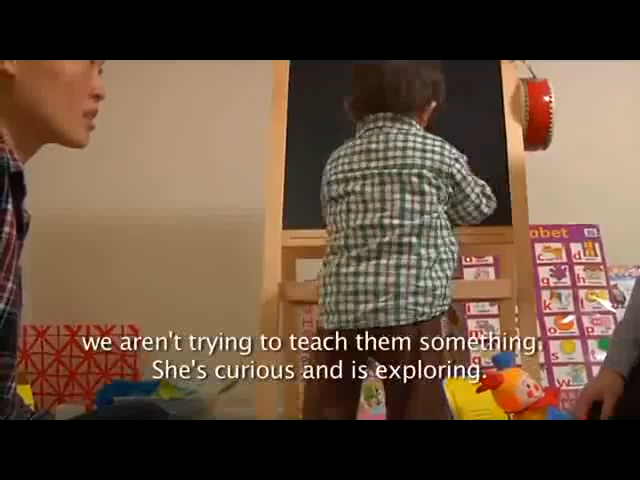 abet
c
d
g
h
k
l
o
p
s
t
w
we aren't trying to teach them something.
She's curious and is exploring.